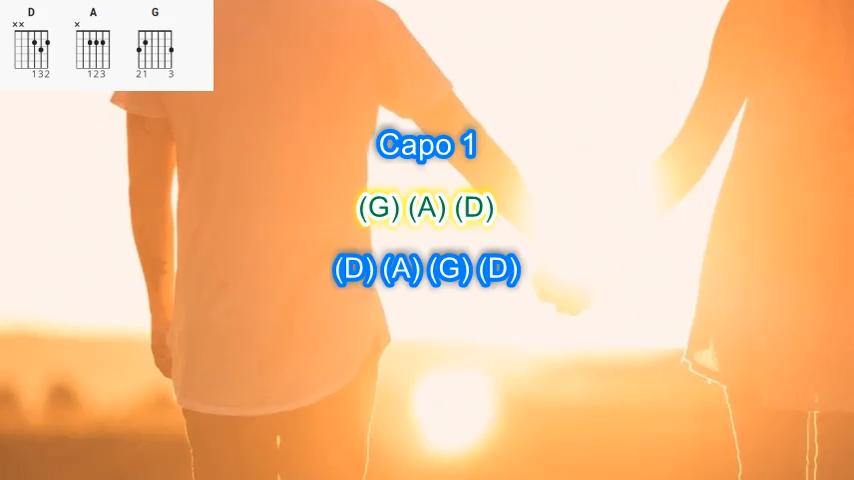 D A G
×× ×
132 123 21 3
Capo 1
(G) (A) (D)
(D) (A) (G) (D)